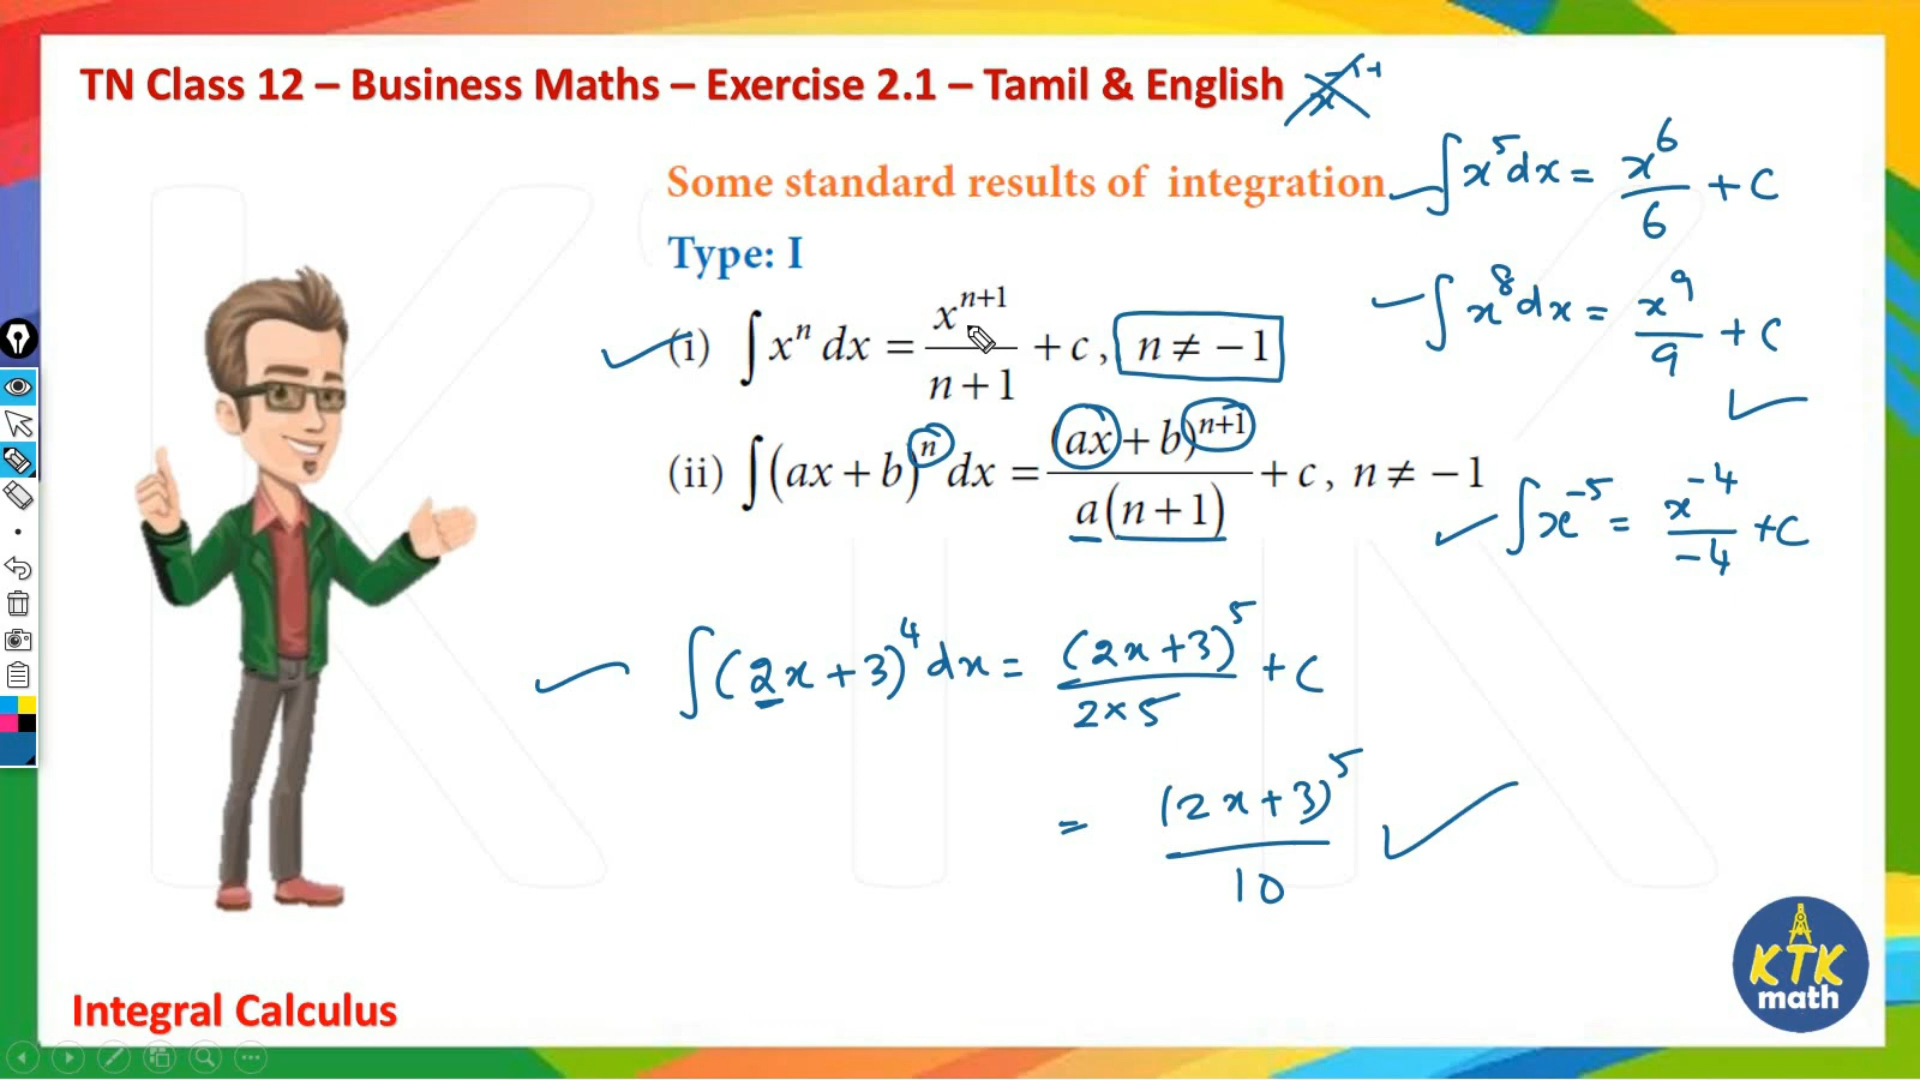 TN Class 12 – Business Maths – Exercise 2.1 – Tamil & English
Some standard results of integration
Type: I
(i) ∫ xⁿ dx = xⁿ⁺¹/(n+1) + c, n ≠ −1
(ii) ∫(ax + b)ⁿ dx = (ax + b)ⁿ⁺¹/a(n+1) + c, n ≠ −1
∫x⁵dx = x⁶/6 + C
∫x⁸dx = x⁹/9 + C
∫x⁻⁵ = x⁻⁴/−4 + C
∫(2x+3)⁴dx = (2x+3)⁵/2×5 + C
= (2x+3)⁵/10
Integral Calculus
KTK
math